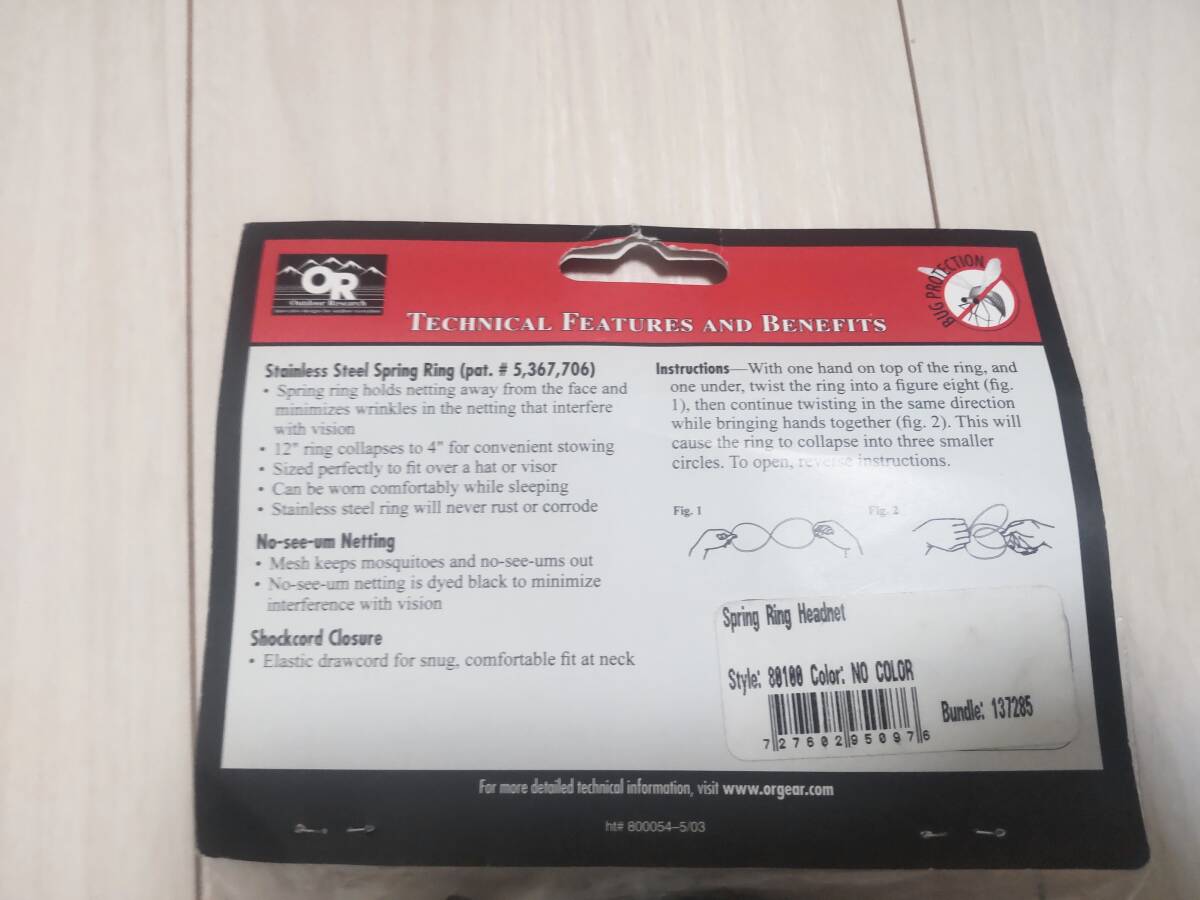 OR
Outdoor Research
TECHNICAL FEATURES AND BENEFITS
BUG PROTECTION
Stainless Steel Spring Ring (pat. # 5,367,706)
• Spring ring holds netting away from the face and
minimizes wrinkles in the netting that interfere
with vision
• 12" ring collapses to 4" for convenient stowing
• Sized perfectly to fit over a hat or visor
• Can be worn comfortably while sleeping
• Stainless steel ring will never rust or corrode
No-see-um Netting
• Mesh keeps mosquitoes and no-see-ums out
• No-see-um netting is dyed black to minimize
interference with vision
Shockcord Closure
• Elastic drawcord for snug, comfortable fit at neck
Instructions—With one hand on top of the ring, and
one under, twist the ring into a figure eight (fig.
1), then continue twisting in the same direction
while bringing hands together (fig. 2). This will
cause the ring to collapse into three smaller
circles. To open, reverse instructions.
Fig. 1
Fig. 2
Spring Ring Headnet
Style: 80100 Color: NO COLOR
Bundle: 137285
7 27602 95097 6
For more detailed technical information, visit www.orgear.com
ht# 800054–5/03